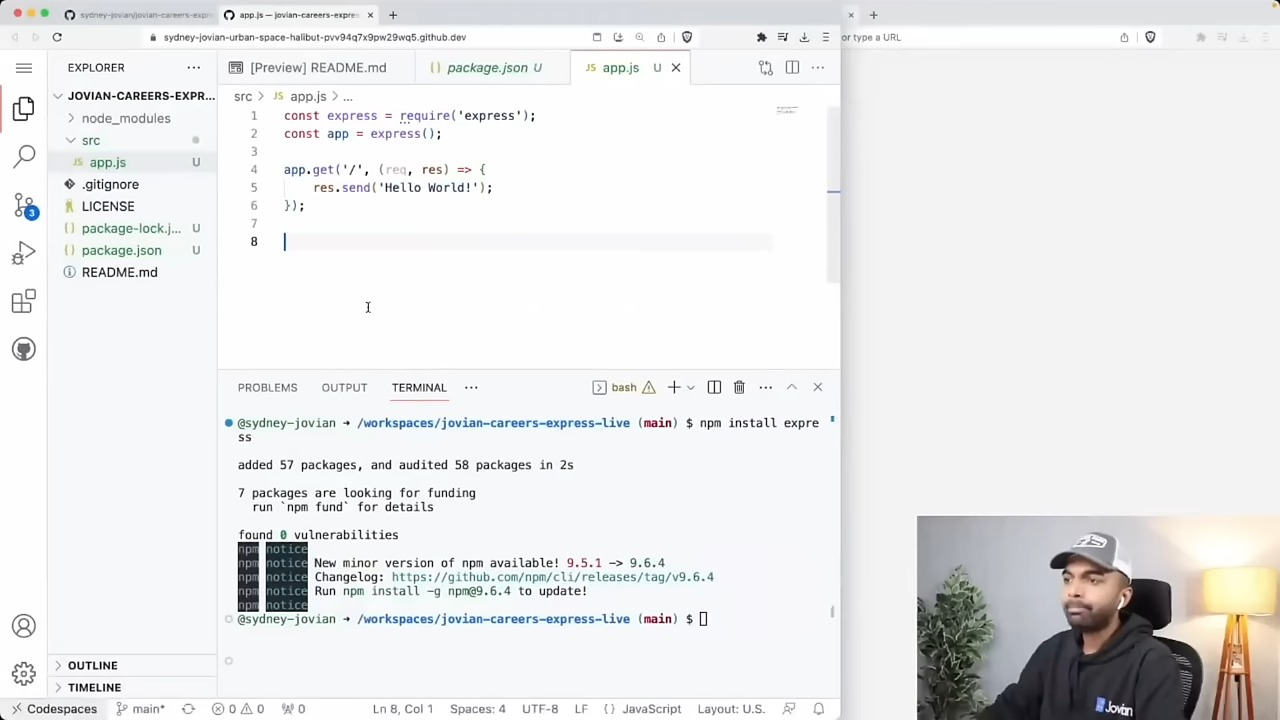 sydney-jovian/jovian-careers-expr
app.js — jovian-careers-expre
sydney-jovian-urban-space-halibut-pvv94q7x9pw29wq5.github.dev
or type a URL
EXPLORER
[Preview] README.md
package.json U
app.js U
JOVIAN-CAREERS-EXPR...
src > JS app.js > ...
node_modules
src
JS app.js U
.gitignore
LICENSE
package-lock.j... U
package.json U
README.md
3
1 const express = require('express');
2 const app = express();
3
4 app.get('/', (req, res) => {
5 res.send('Hello World!');
6 });
7
8
PROBLEMS OUTPUT TERMINAL
bash
@sydney-jovian → /workspaces/jovian-careers-express-live (main) $ npm install expre
ss
added 57 packages, and audited 58 packages in 2s
7 packages are looking for funding
run `npm fund` for details
found 0 vulnerabilities
npm notice
npm notice New minor version of npm available! 9.5.1 -> 9.6.4
npm notice Changelog: https://github.com/npm/cli/releases/tag/v9.6.4
npm notice Run npm install -g npm@9.6.4 to update!
npm notice
@sydney-jovian → /workspaces/jovian-careers-express-live (main) $
OUTLINE
TIMELINE
Codespaces main* 0 0 0 Ln 8, Col 1 Spaces: 4 UTF-8 LF {} JavaScript Layout: U.S.
Jovian